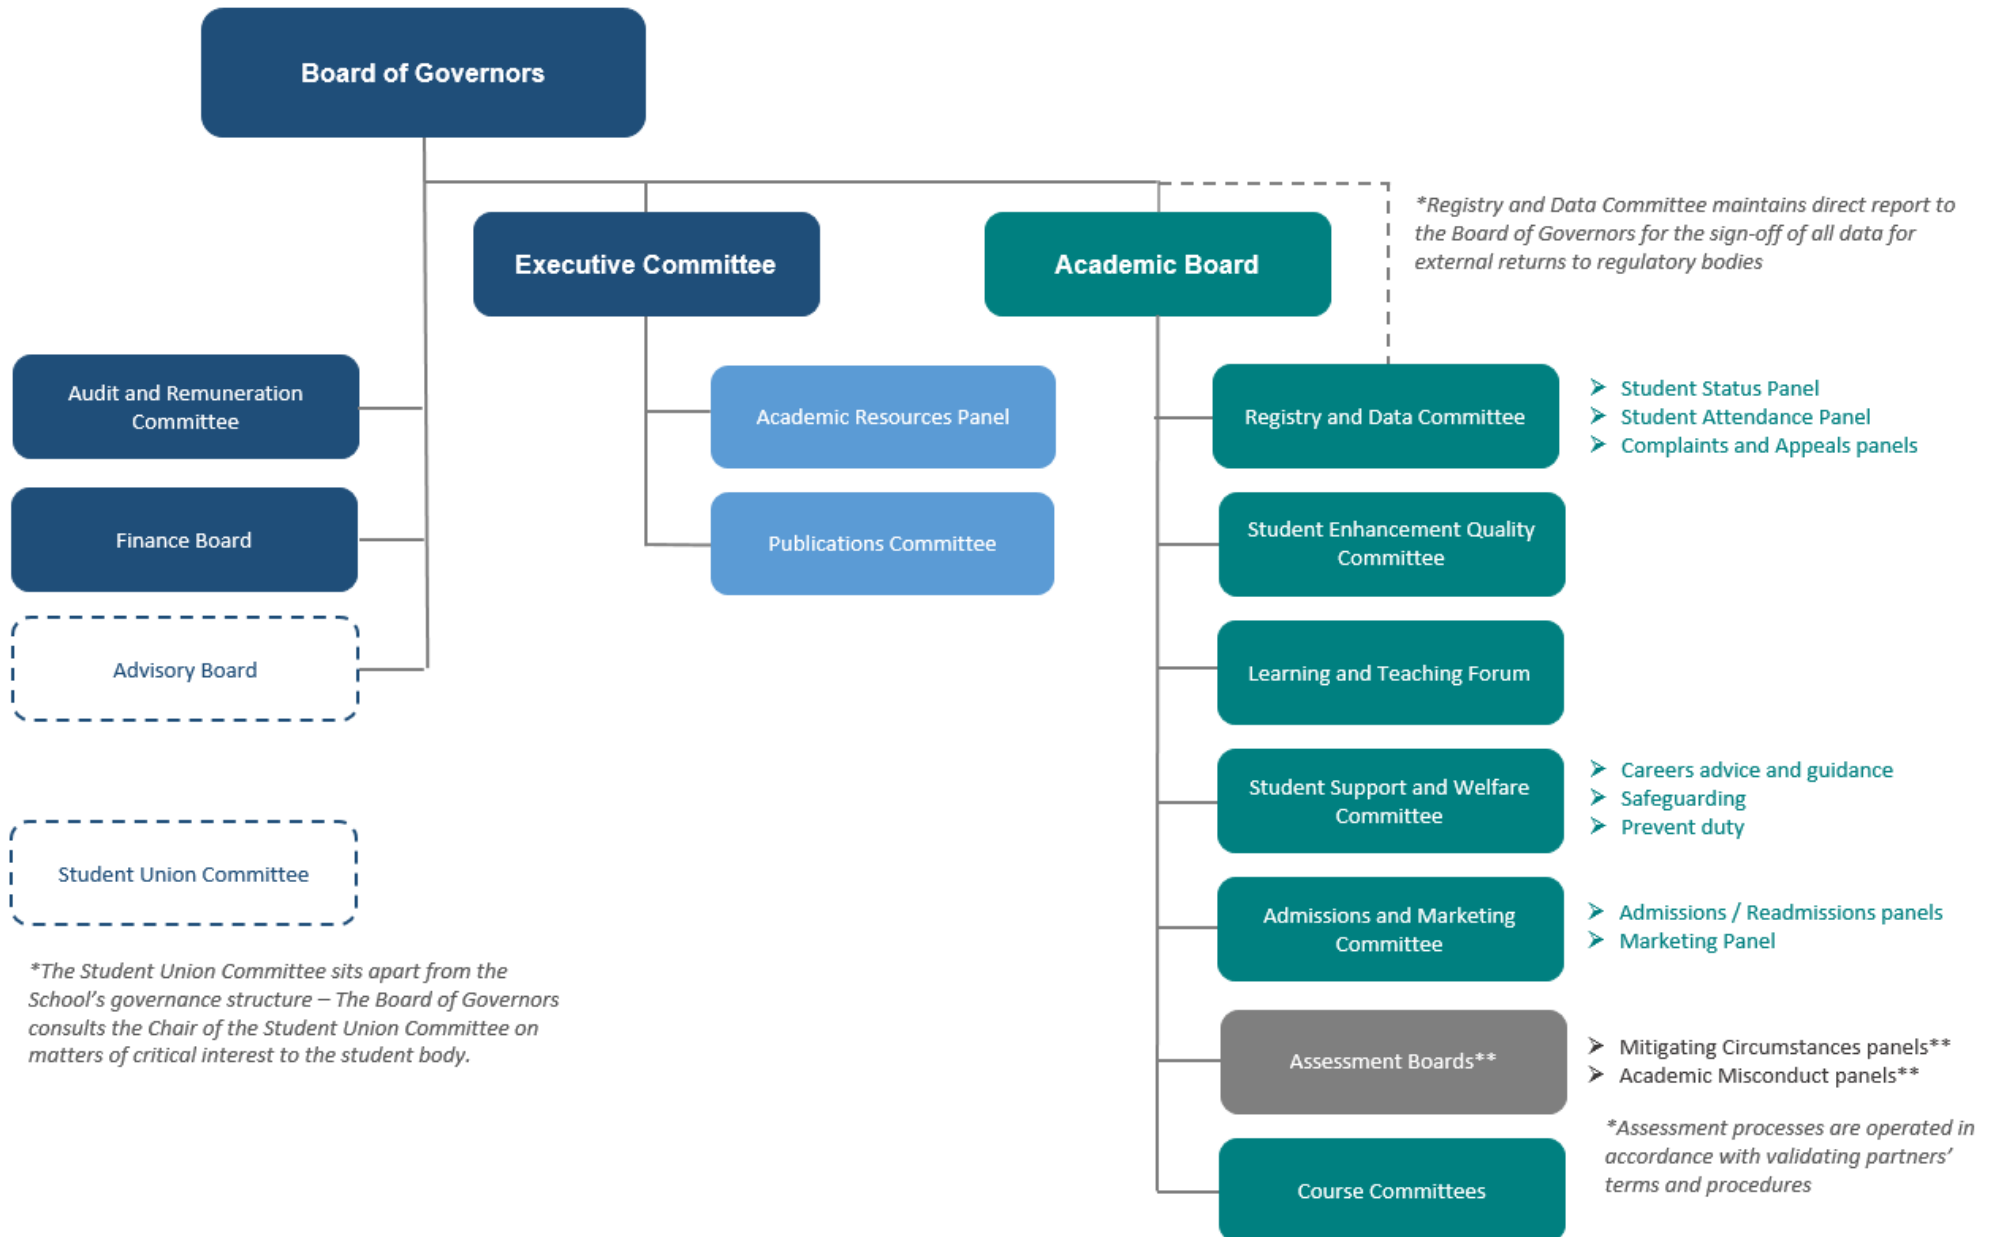 Board of Governors
*Registry and Data Committee maintains direct report to
the Board of Governors for the sign-off of all data for
external returns to regulatory bodies
Executive Committee
Academic Board
Audit and Remuneration
Committee
Finance Board
Advisory Board
Student Union Committee
*The Student Union Committee sits apart from the
School’s governance structure – The Board of Governors
consults the Chair of the Student Union Committee on
matters of critical interest to the student body.
Academic Resources Panel
Publications Committee
Registry and Data Committee
➢ Student Status Panel
➢ Student Attendance Panel
➢ Complaints and Appeals panels
Student Enhancement Quality
Committee
Learning and Teaching Forum
Student Support and Welfare
Committee
➢ Careers advice and guidance
➢ Safeguarding
➢ Prevent duty
Admissions and Marketing
Committee
➢ Admissions / Readmissions panels
➢ Marketing Panel
Assessment Boards**
➢ Mitigating Circumstances panels**
➢ Academic Misconduct panels**
*Assessment processes are operated in
accordance with validating partners’
terms and procedures
Course Committees